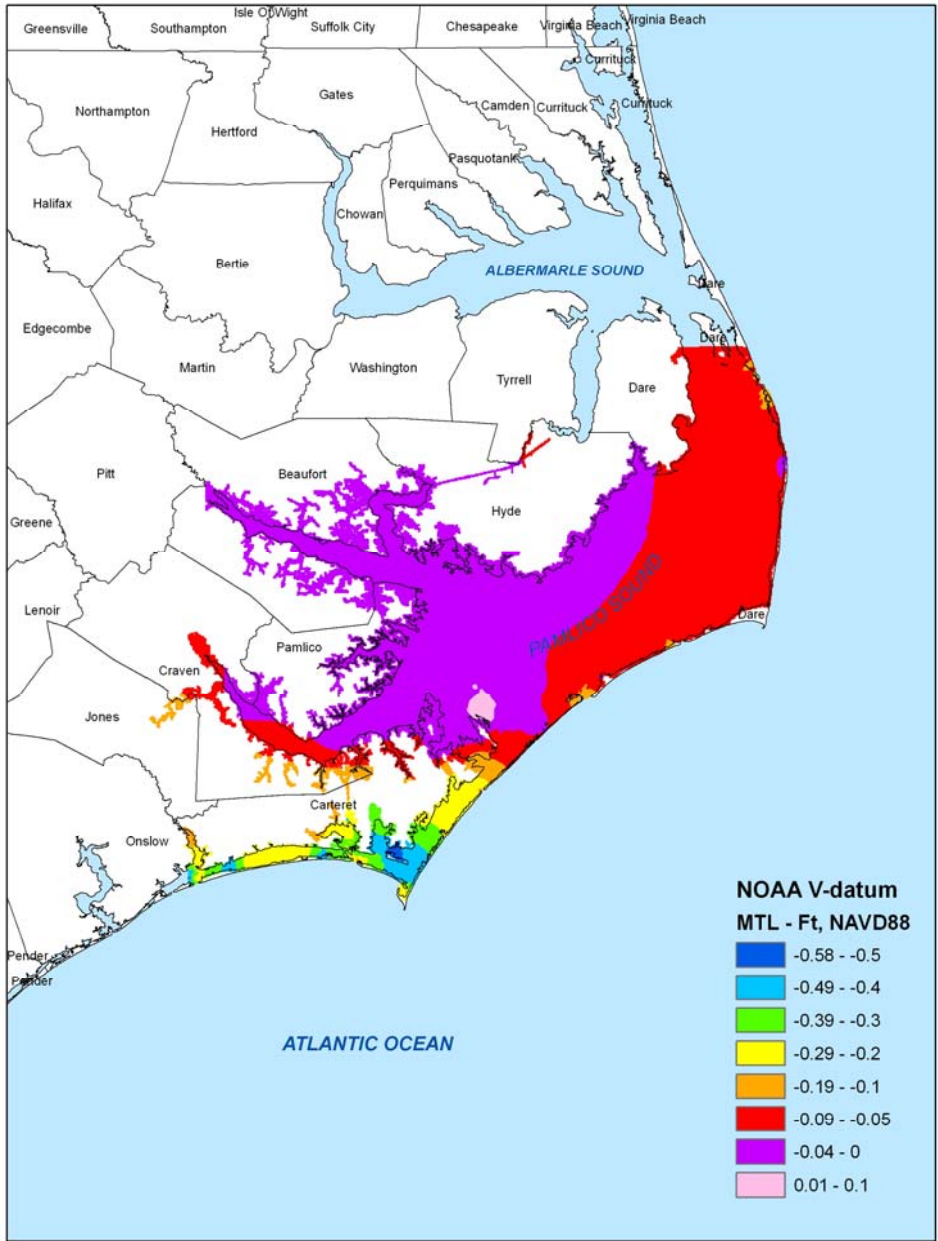 Isle Of Wight
Greensville
Southampton
Suffolk City
Chesapeake
Virginia Beach
Virginia Beach
Currituck
Gates
Northampton
Camden
Currituck
Currituck
Hertford
Pasquotank
Perquimans
Halifax
Chowan
Bertie
ALBERMARLE SOUND
Dare
Edgecombe
Dare
Martin
Washington
Tyrrell
Dare
Pitt
Beaufort
Hyde
Greene
PAMLICO SOUND
Lenoir
Dare
Pamlico
Craven
Jones
Carteret
Onslow
Pender
Pender
ATLANTIC OCEAN
NOAA V-datum
MTL - Ft, NAVD88
-0.58 - -0.5
-0.49 - -0.4
-0.39 - -0.3
-0.29 - -0.2
-0.19 - -0.1
-0.09 - -0.05
-0.04 - 0
0.01 - 0.1